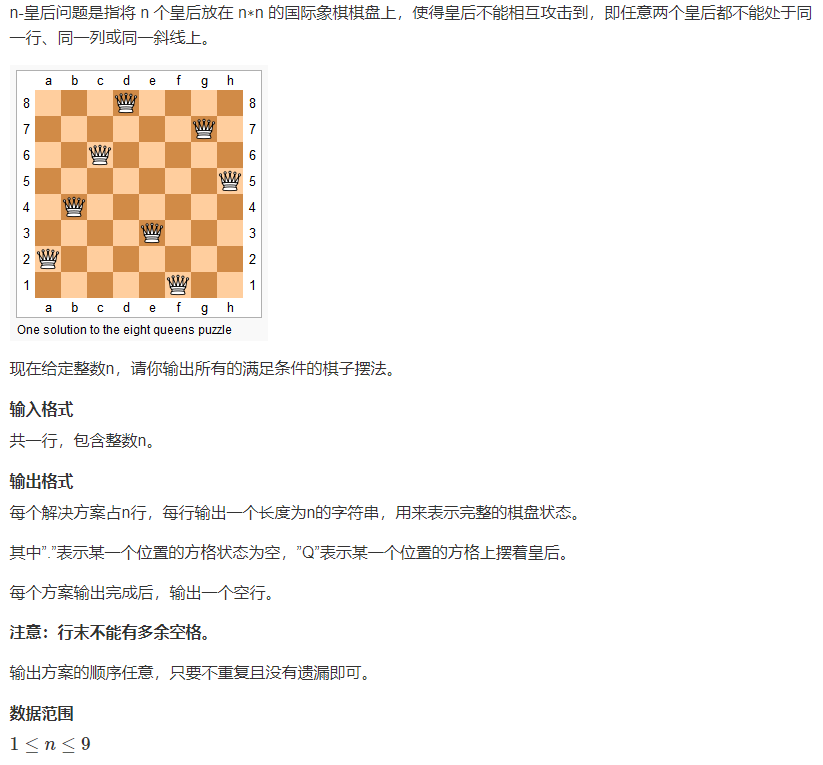 n-皇后问题是指将 n 个皇后放在 n*n 的国际象棋棋盘上，使得皇后不能相互攻击到，即任意两个皇后都不能处于同
一行、同一列或同一斜线上。
a b c d e f g h
8 8
7 7
6 6
5 5
4 4
3 3
2 2
1 1
a b c d e f g h
One solution to the eight queens puzzle
现在给定整数n，请你输出所有的满足条件的棋子摆法。
输入格式
共一行，包含整数n。
输出格式
每个解决方案占n行，每行输出一个长度为n的字符串，用来表示完整的棋盘状态。
其中”.”表示某一个位置的方格状态为空，”Q”表示某一个位置的方格上摆着皇后。
每个方案输出完成后，输出一个空行。
注意：行末不能有多余空格。
输出方案的顺序任意，只要不重复且没有遗漏即可。
数据范围
1 ≤ n ≤ 9